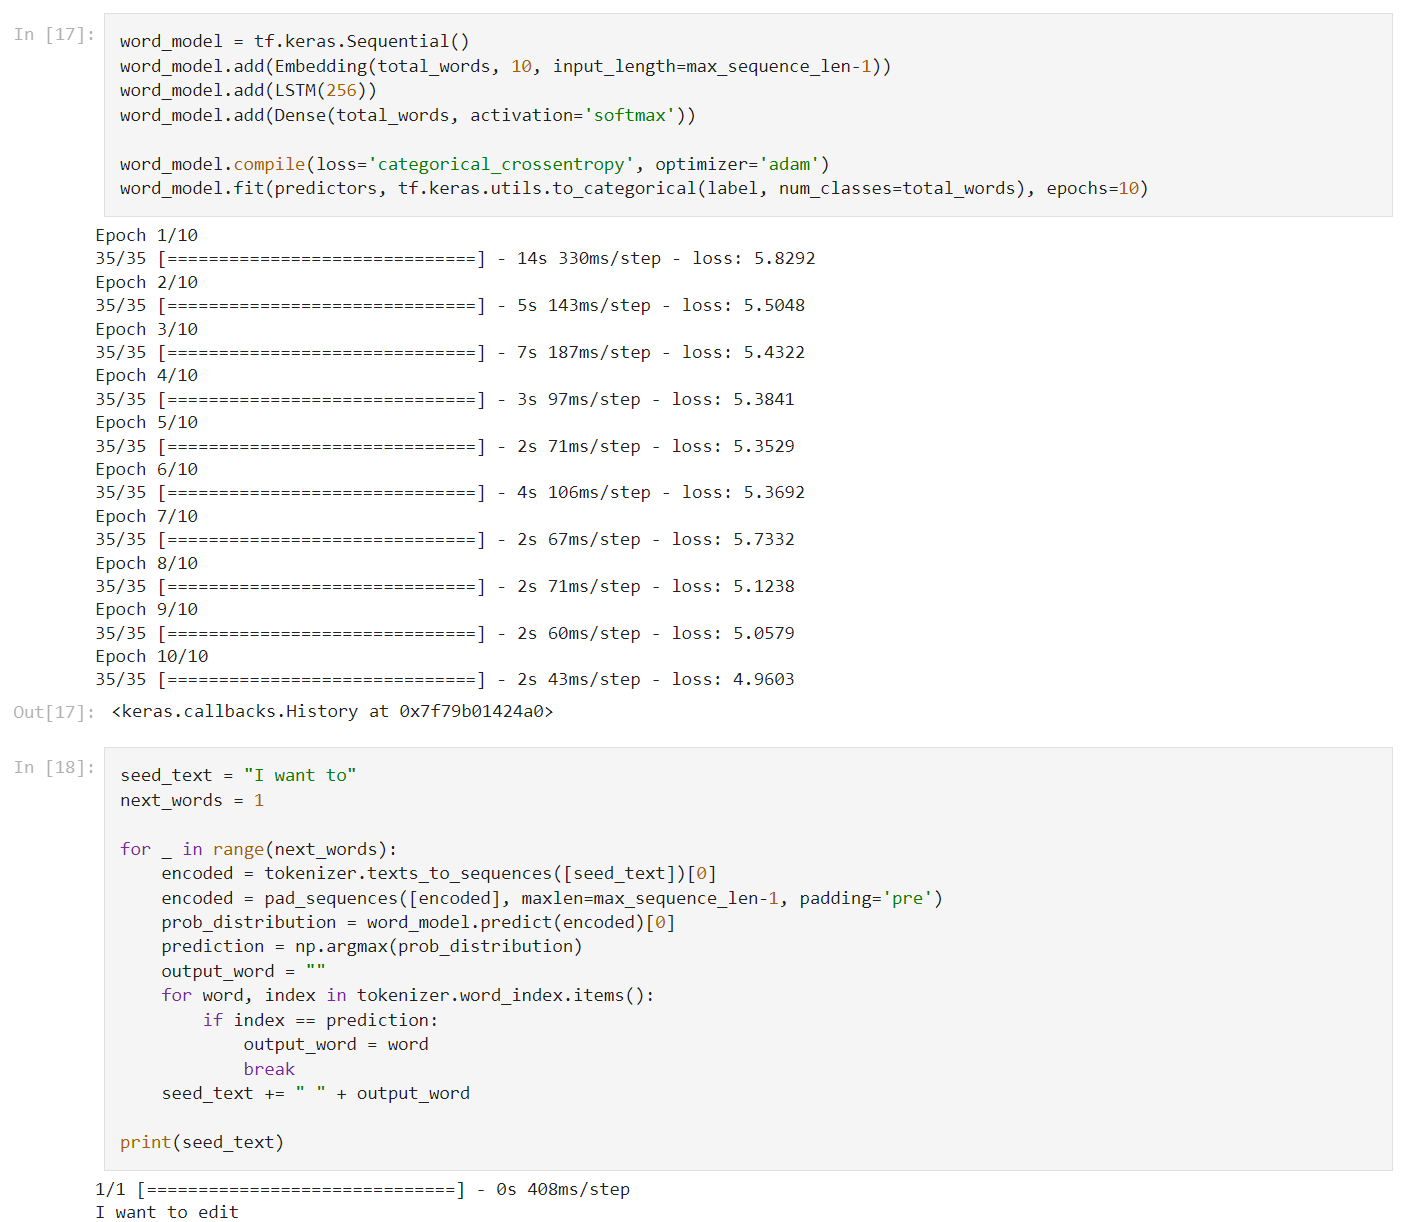 In [17]:
word_model = tf.keras.Sequential()
word_model.add(Embedding(total_words, 10, input_length=max_sequence_len-1))
word_model.add(LSTM(256))
word_model.add(Dense(total_words, activation='softmax'))

word_model.compile(loss='categorical_crossentropy', optimizer='adam')
word_model.fit(predictors, tf.keras.utils.to_categorical(label, num_classes=total_words), epochs=10)
Epoch 1/10
35/35 [==============================] - 14s 330ms/step - loss: 5.8292
Epoch 2/10
35/35 [==============================] - 5s 143ms/step - loss: 5.5048
Epoch 3/10
35/35 [==============================] - 7s 187ms/step - loss: 5.4322
Epoch 4/10
35/35 [==============================] - 3s 97ms/step - loss: 5.3841
Epoch 5/10
35/35 [==============================] - 2s 71ms/step - loss: 5.3529
Epoch 6/10
35/35 [==============================] - 4s 106ms/step - loss: 5.3692
Epoch 7/10
35/35 [==============================] - 2s 67ms/step - loss: 5.7332
Epoch 8/10
35/35 [==============================] - 2s 71ms/step - loss: 5.1238
Epoch 9/10
35/35 [==============================] - 2s 60ms/step - loss: 5.0579
Epoch 10/10
35/35 [==============================] - 2s 43ms/step - loss: 4.9603
Out[17]: <keras.callbacks.History at 0x7f79b01424a0>
In [18]:
seed_text = "I want to"
next_words = 1

for _ in range(next_words):
    encoded = tokenizer.texts_to_sequences([seed_text])[0]
    encoded = pad_sequences([encoded], maxlen=max_sequence_len-1, padding='pre')
    prob_distribution = word_model.predict(encoded)[0]
    prediction = np.argmax(prob_distribution)
    output_word = ""
    for word, index in tokenizer.word_index.items():
        if index == prediction:
            output_word = word
            break
    seed_text += " " + output_word

print(seed_text)
1/1 [==============================] - 0s 408ms/step
I want to edit